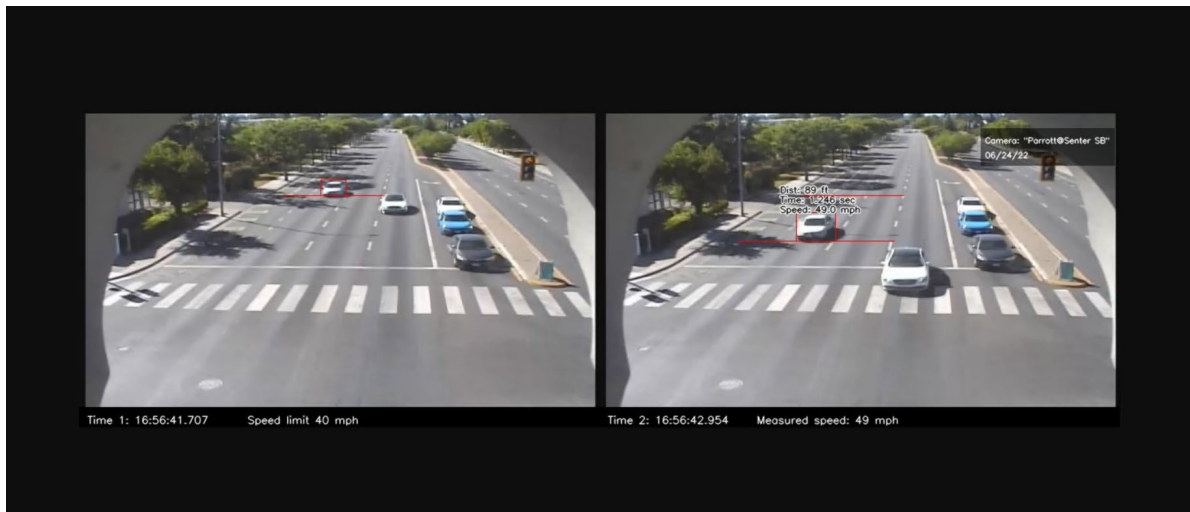 Camera: "Parrott@Senter SB"
06/24/22
Dist: 89 ft
Time: 1.246 sec
Speed: 49.0 mph
Time 1: 16:56:41.707
Speed limit 40 mph
Time 2: 16:56:42.954
Measured speed: 49 mph